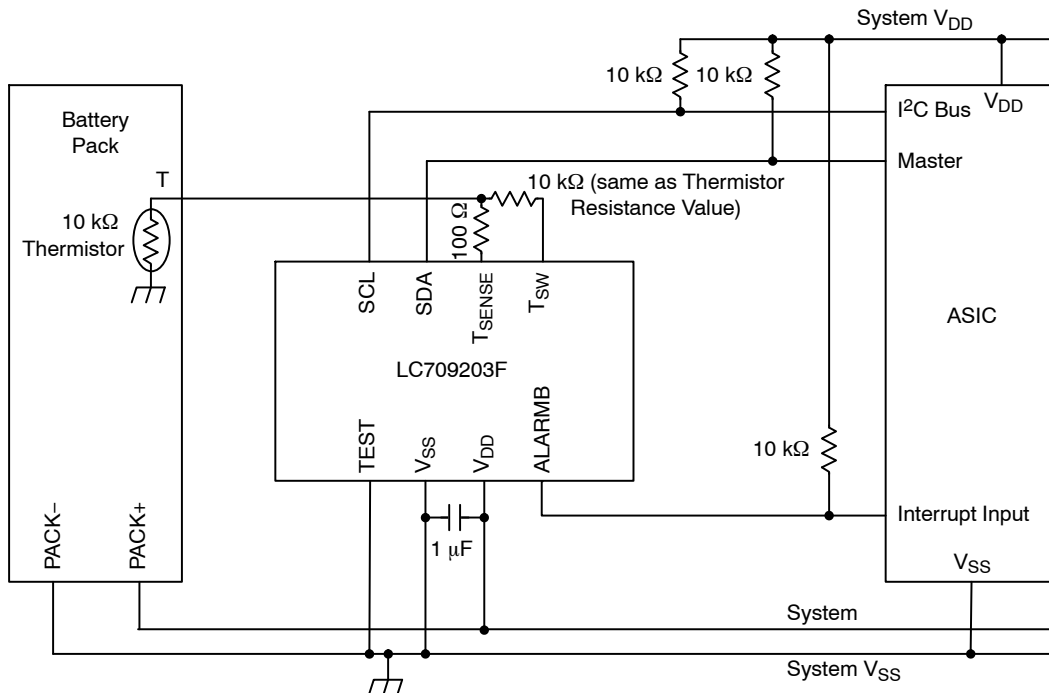 System VDD
10 kΩ
10 kΩ
VDD
I²C Bus
Battery
Pack
Master
T
10 kΩ (same as Thermistor
Resistance Value)
10 kΩ
Thermistor
100 Ω
SCL
SDA
TSENSE
TSW
ASIC
LC709203F
TEST
VSS
VDD
ALARMB
10 kΩ
PACK−
PACK+
1 μF
Interrupt Input
VSS
System
System VSS